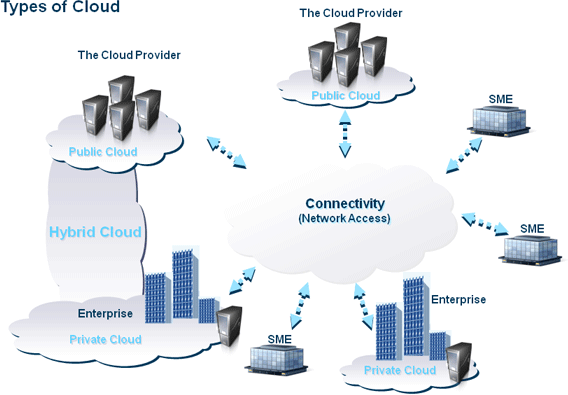 Types of Cloud
The Cloud Provider
The Cloud Provider
Public Cloud
SME
Public Cloud
Connectivity
(Network Access)
Hybrid Cloud
SME
Enterprise
Enterprise
Private Cloud
SME
Private Cloud